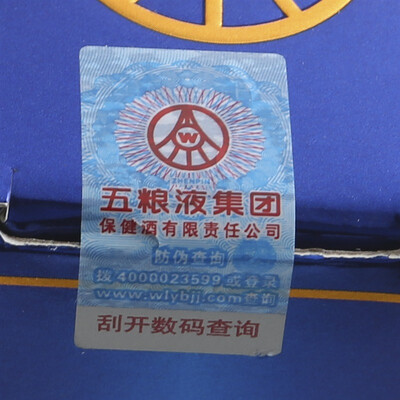 W
ZHENPIN
五粮液集团
保健酒有限责任公司
防伪查询
拨4000023599或登录
www.wlybjj.com查询
刮开数码查询